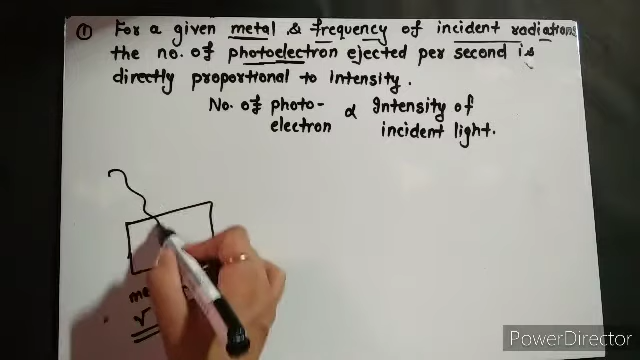 ① For a given metal & frequency of incident radiations
the no. of photoelectron ejected per second is
directly proportional to intensity.
No. of photo- ∝ Intensity of
electron incident light.
PowerDirector